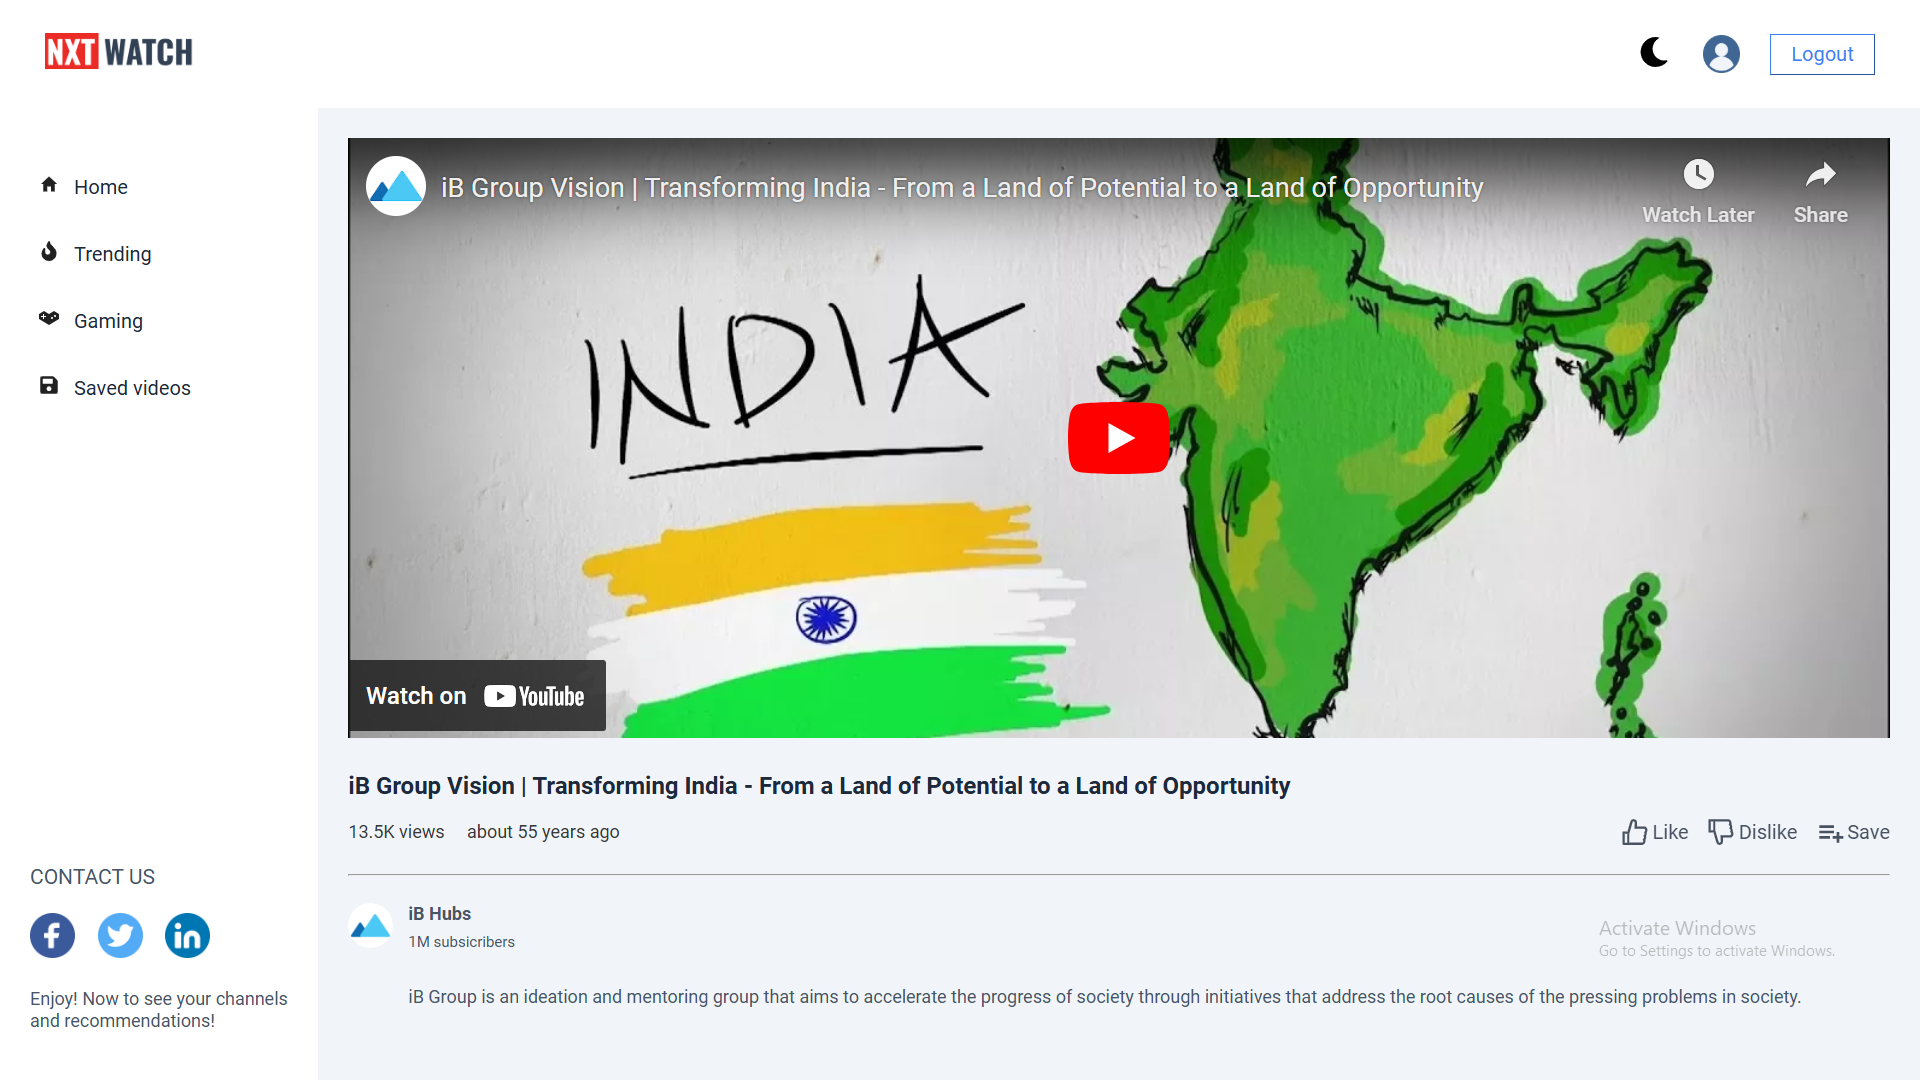 NXT WATCH
Logout
Home
Trending
Gaming
Saved videos
iB Group Vision | Transforming India - From a Land of Potential to a Land of Opportunity
Watch Later
Share
INDIA
Watch on YouTube
iB Group Vision | Transforming India - From a Land of Potential to a Land of Opportunity
13.5K views about 55 years ago
Like Dislike Save
iB Hubs
1M subsicribers
iB Group is an ideation and mentoring group that aims to accelerate the progress of society through initiatives that address the root causes of the pressing problems in society.
CONTACT US
f in
Enjoy! Now to see your channels
and recommendations!
Activate Windows
Go to Settings to activate Windows.